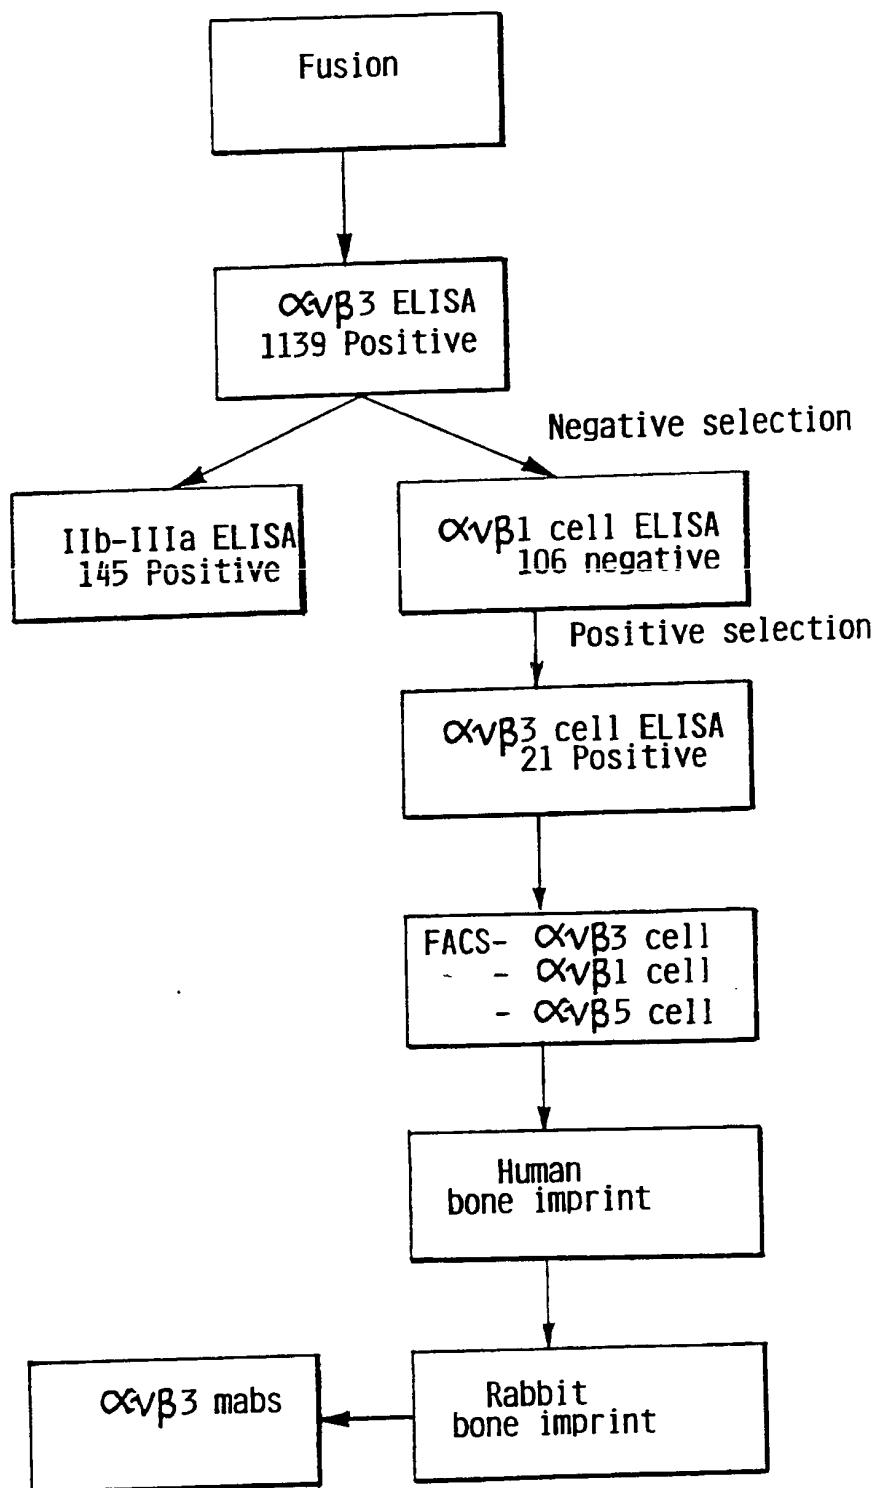 Fusion
αvβ3 ELISA
1139 Positive
Negative selection
IIb-IIIa ELISA
145 Positive
αvβ1 cell ELISA
106 negative
Positive selection
αvβ3 cell ELISA
21 Positive
FACS- αvβ3 cell
- αvβ1 cell
- αvβ5 cell
Human
bone imprint
Rabbit
bone imprint
αvβ3 mabs